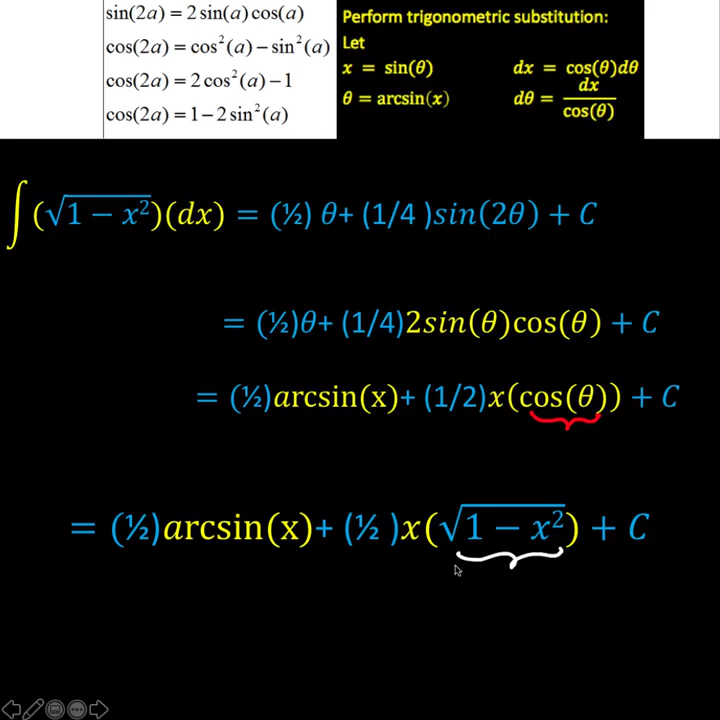 sin(2a) = 2 sin(a) cos(a)
cos(2a) = cos²(a) − sin²(a)
cos(2a) = 2 cos²(a) − 1
cos(2a) = 1 − 2 sin²(a)
Perform trigonometric substitution:
Let
x = sin(θ) dx = cos(θ)dθ
θ = arcsin(x) dθ = dx/cos(θ)
∫(√1 − x²)(dx) = (½) θ+ (1/4 )sin(2θ) + C
= (½)θ+ (1/4)2sin(θ)cos(θ) + C
= (½)arcsin(x)+ (1/2)x(cos(θ)) + C
= (½)arcsin(x)+ (½ )x(√1 − x²) + C